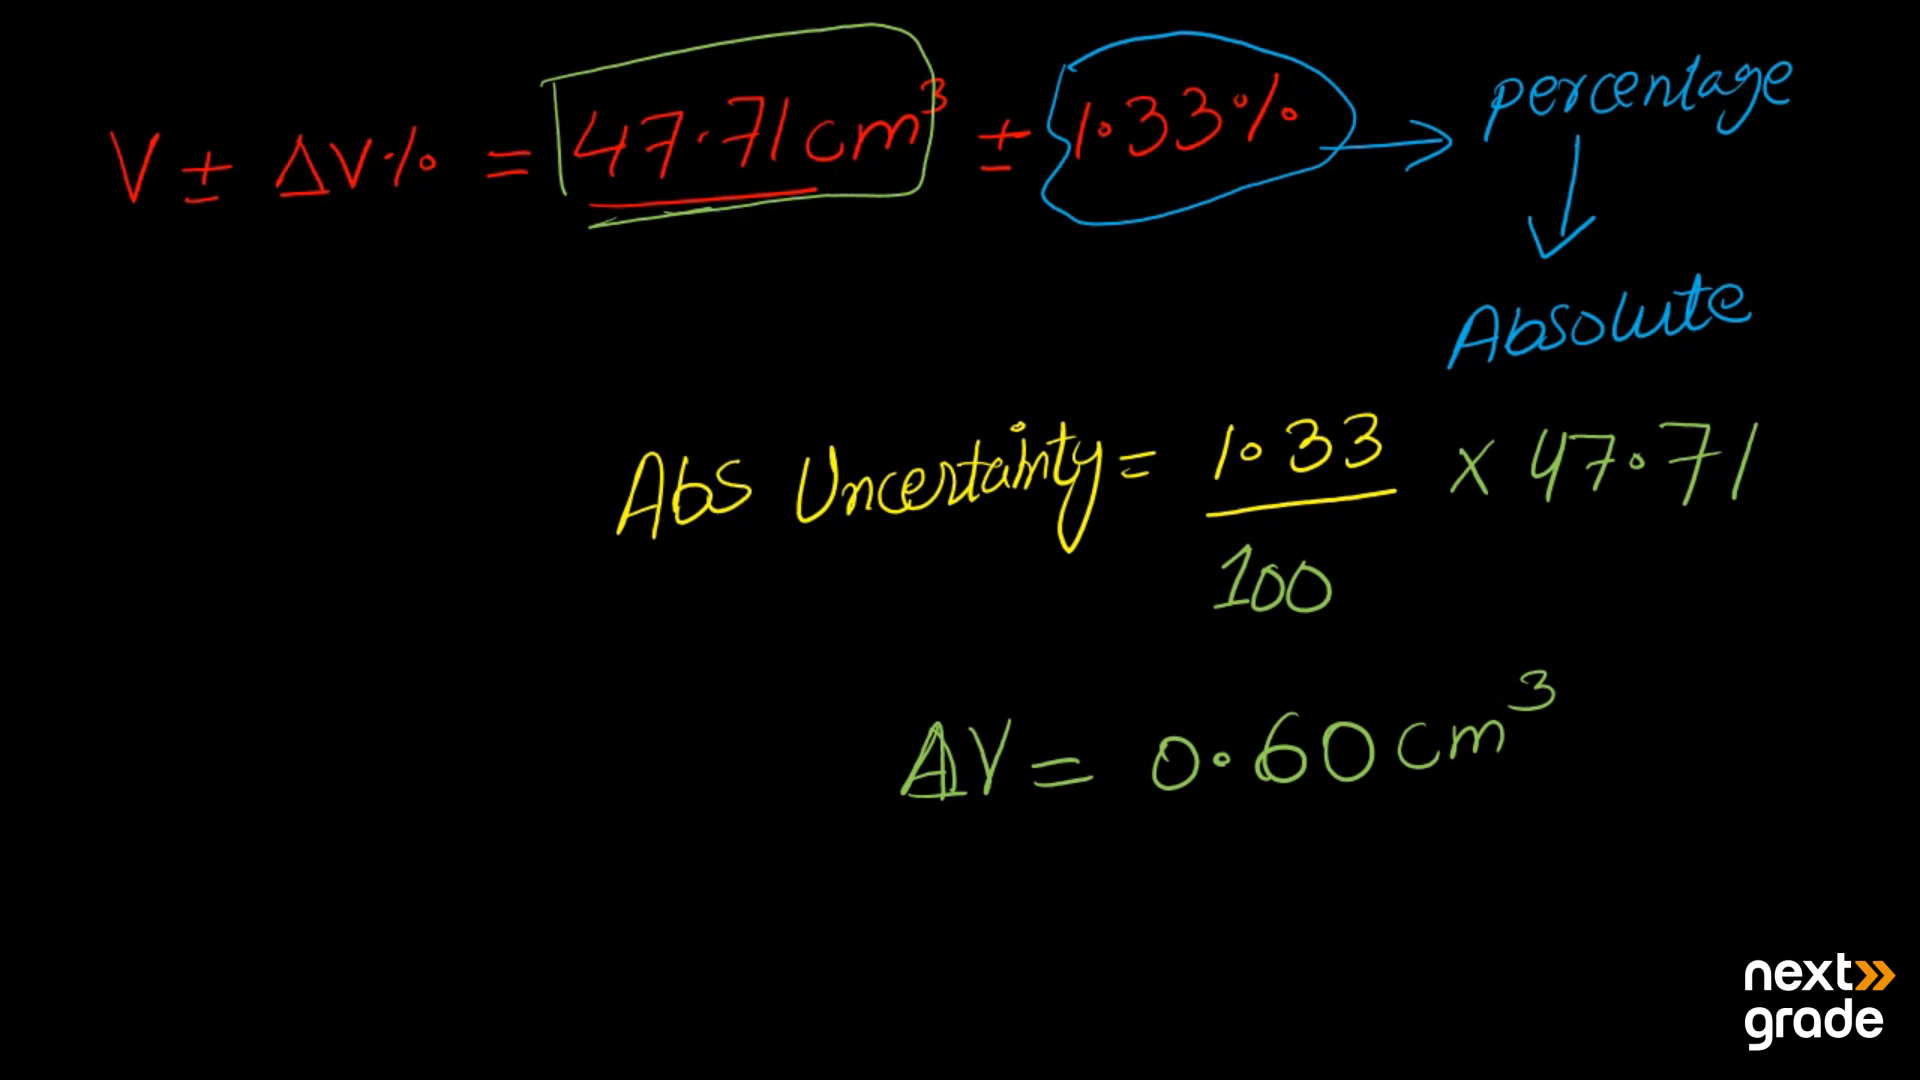 V ± ΔV% = 47.71 cm³ ± 1.33% → percentage
↓
Absolute
Abs Uncertainty = 1.33 / 100 × 47.71
ΔV = 0.60 cm³
next
grade